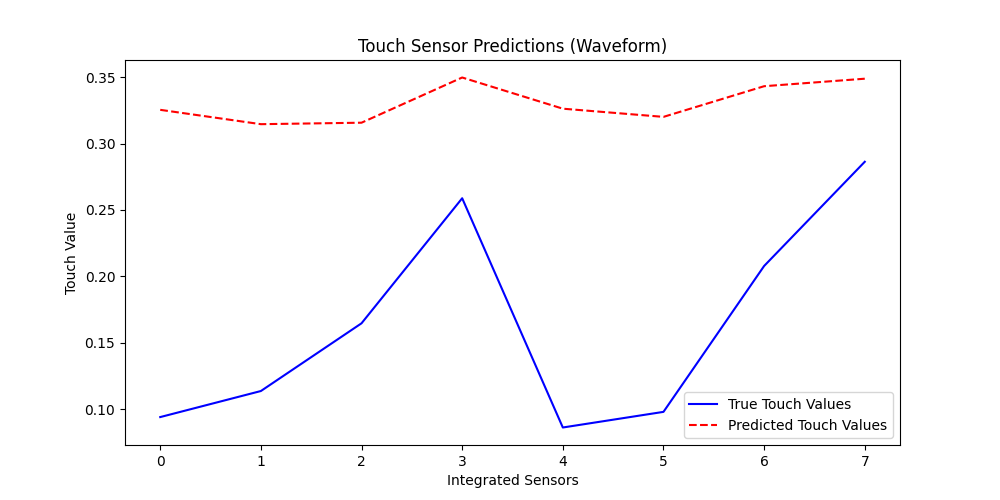 Touch Sensor Predictions (Waveform)
Touch Value
0.35
0.30
0.25
0.20
0.15
0.10
True Touch Values
Predicted Touch Values
0 1 2 3 4 5 6 7
Integrated Sensors